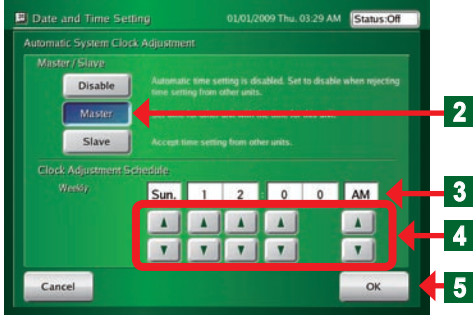 Date and Time Setting 01/01/2009 Thu. 03:29 AM Status:Off
Automatic System Clock Adjustment
Master/Slave
Disable Automatic time setting is disabled. Set to disable when rejecting
time setting from other units.
Master 2
Slave Accept time setting from other units.
Clock Adjustment Schedule
Weekly Sun. 1 2 : 0 0 AM 3
4
Cancel OK 5